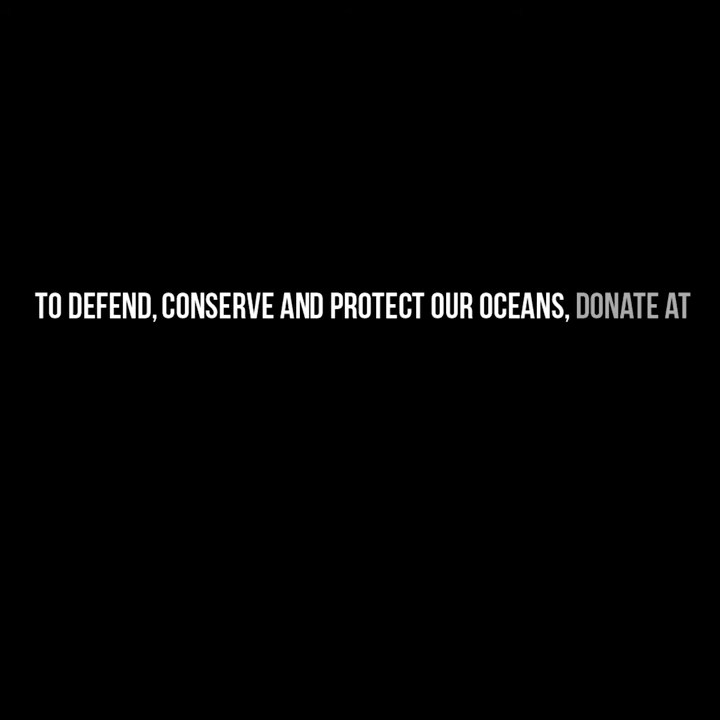 TO DEFEND, CONSERVE AND PROTECT OUR OCEANS, DONATE AT